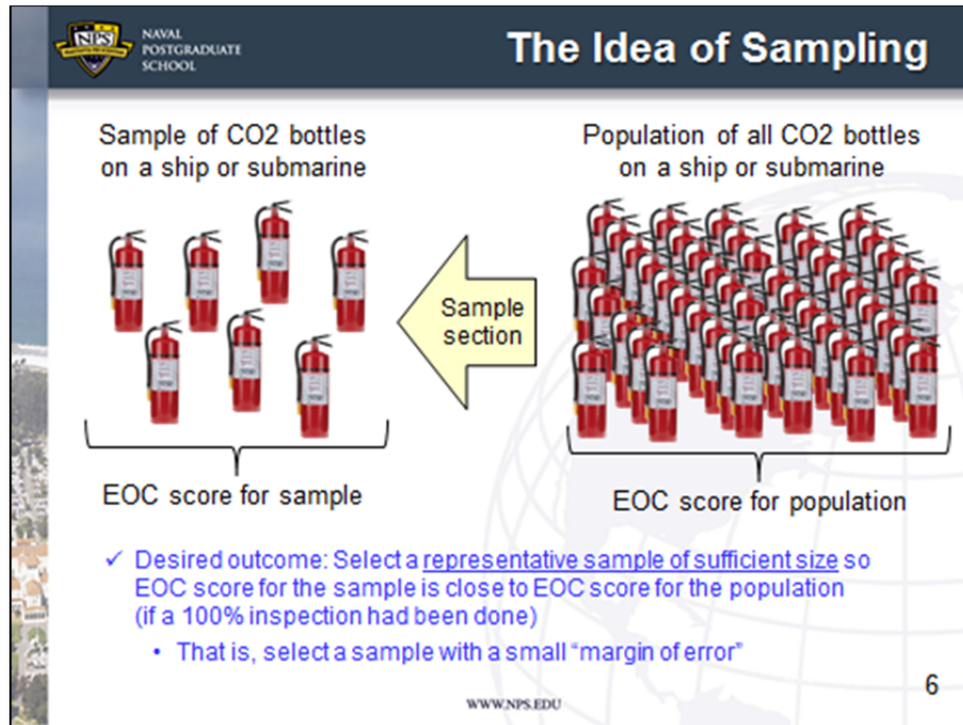 NPS
NAVAL
POSTGRADUATE
SCHOOL
The Idea of Sampling
Sample of CO2 bottles
on a ship or submarine
Population of all CO2 bottles
on a ship or submarine
Sample
section
EOC score for sample
EOC score for population
✓ Desired outcome: Select a representative sample of sufficient size so
EOC score for the sample is close to EOC score for the population
(if a 100% inspection had been done)
• That is, select a sample with a small “margin of error”
WWW.NPS.EDU
6